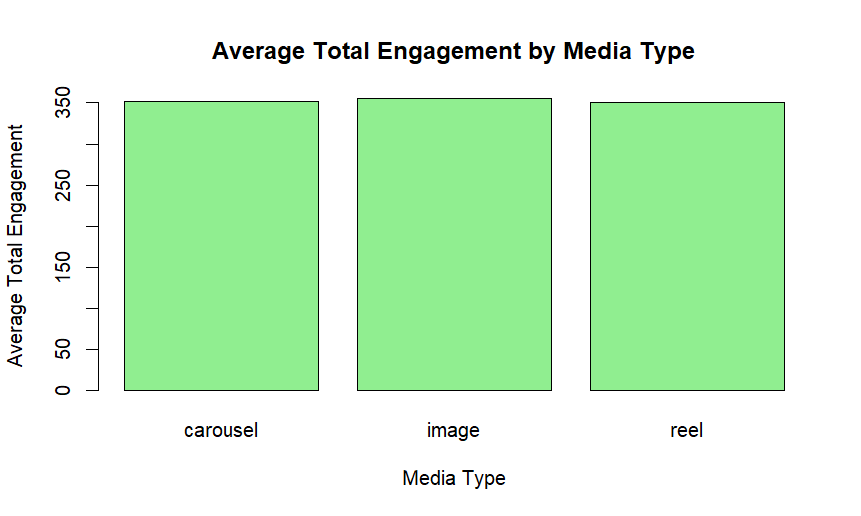 Average Total Engagement by Media Type
Average Total Engagement
350
250
150
50
0
carousel
image
reel
Media Type